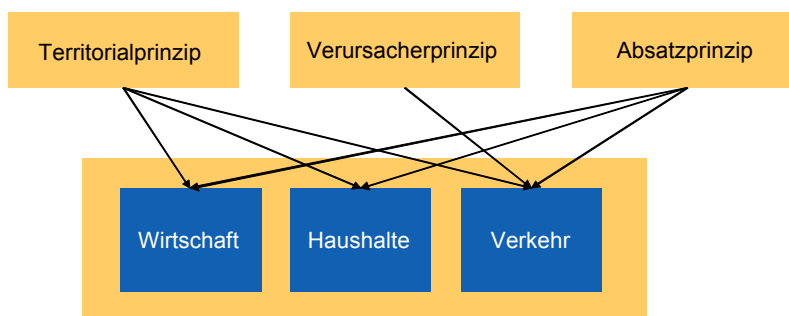 Territorialprinzip
Verursacherprinzip
Absatzprinzip
Wirtschaft
Haushalte
Verkehr